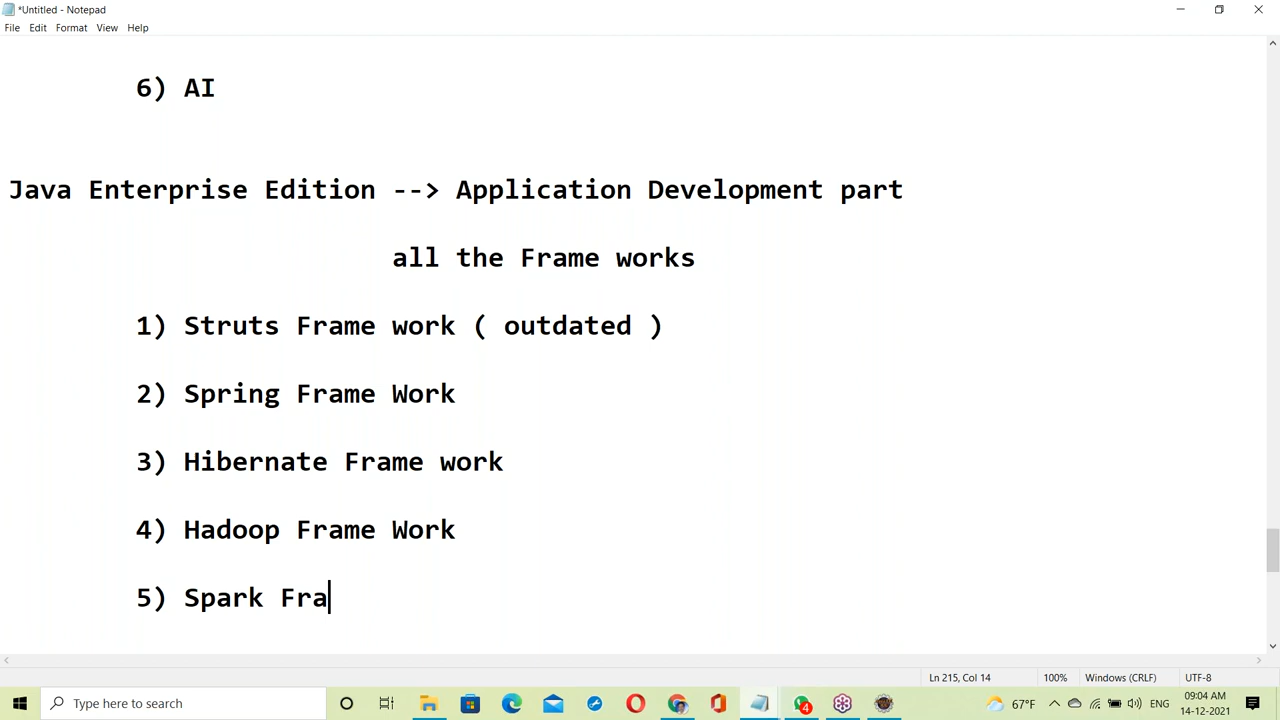 *Untitled - Notepad
File Edit Format View Help
6) AI
Java Enterprise Edition --> Application Development part
all the Frame works
1) Struts Frame work ( outdated )
2) Spring Frame Work
3) Hibernate Frame work
4) Hadoop Frame Work
5) Spark Fra
Ln 215, Col 14 100% Windows (CRLF) UTF-8
Type here to search 4 67°F ENG 09:04 AM
14-12-2021